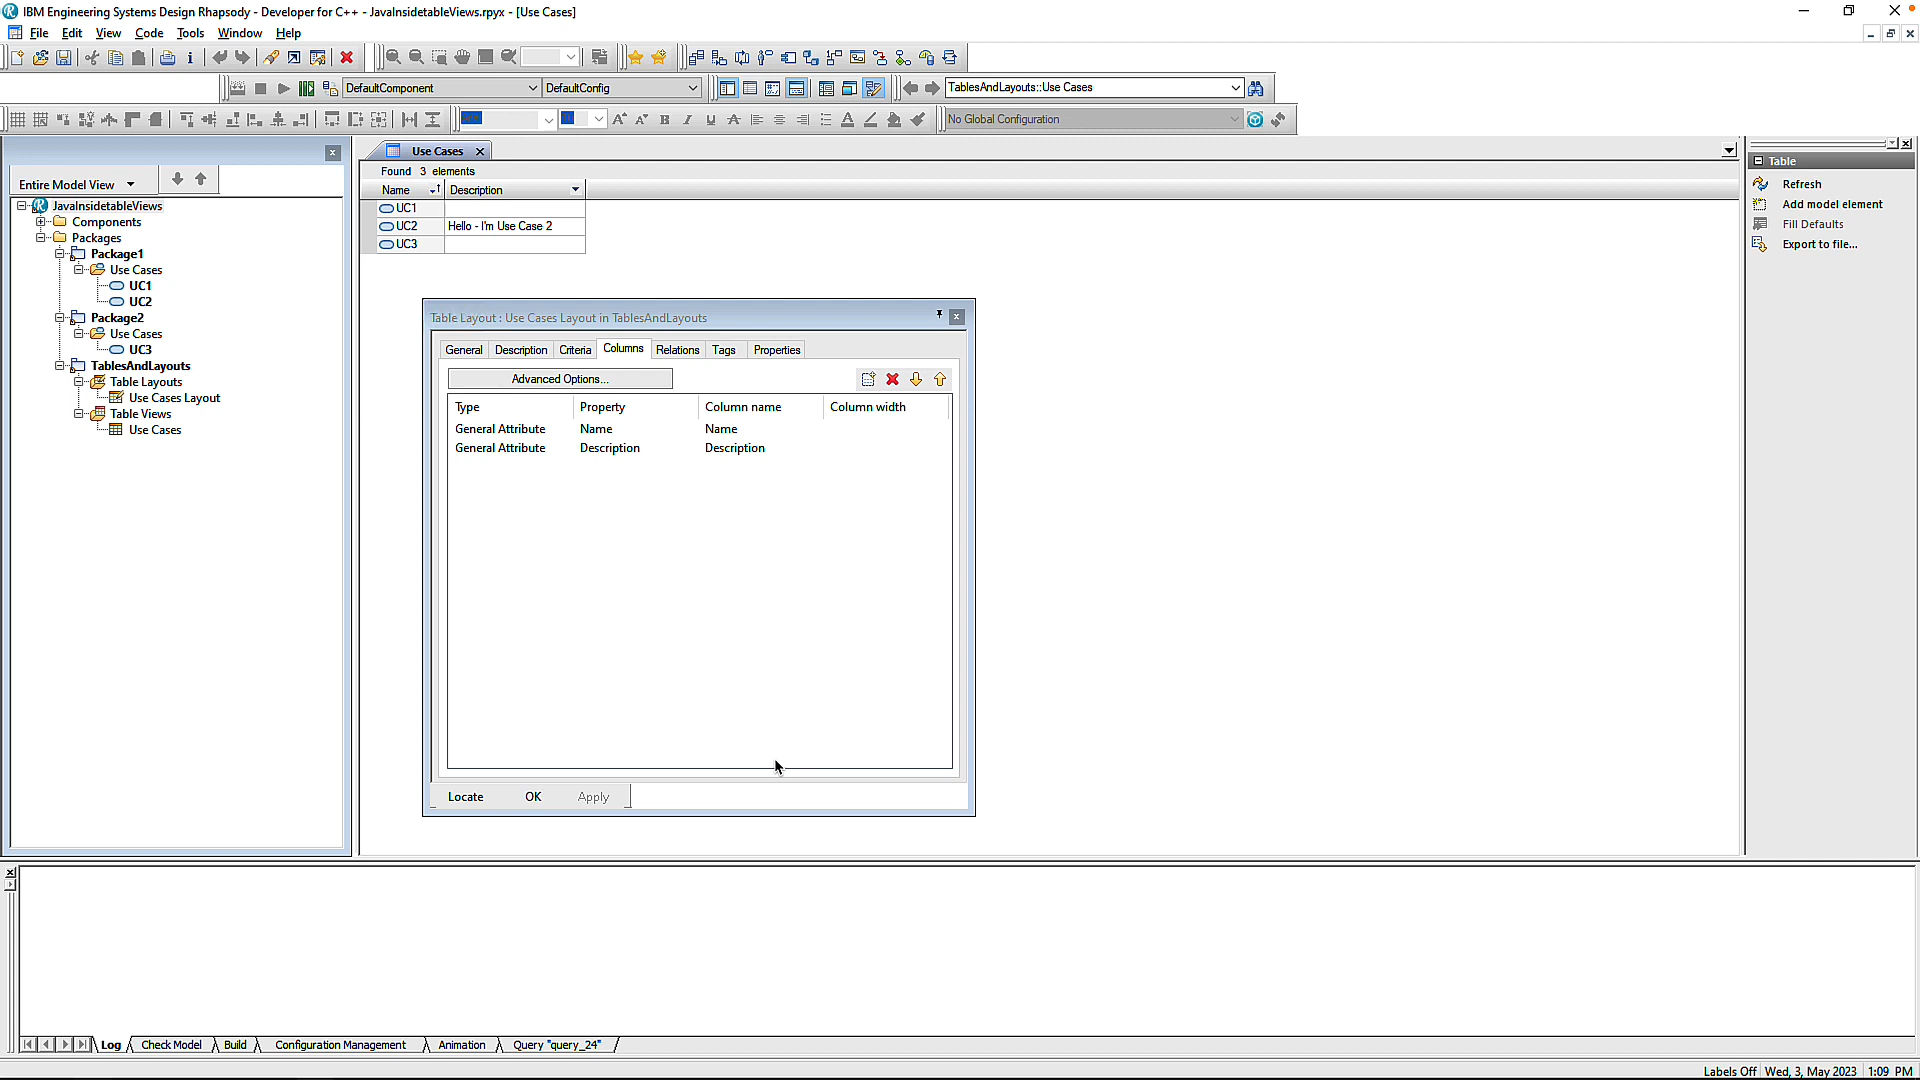 IBM Engineering Systems Design Rhapsody - Developer for C++ - JavaInsidetableViews.rpyx - [Use Cases]
File Edit View Code Tools Window Help
DefaultComponent DefaultConfig TablesAndLayouts::Use Cases
No Global Configuration
Entire Model View
JavaInsidetableViews
Components
Packages
Package1
Use Cases
UC1
UC2
Package2
Use Cases
UC3
TablesAndLayouts
Table Layouts
Use Cases Layout
Table Views
Use Cases
Use Cases
Found 3 elements
Name Description
UC1
UC2 Hello - I'm Use Case 2
UC3
Table Layout : Use Cases Layout in TablesAndLayouts
General Description Criteria Columns Relations Tags Properties
Advanced Options...
Type Property Column name Column width
General Attribute Name Name
General Attribute Description Description
Locate OK Apply
Table
Refresh
Add model element
Fill Defaults
Export to file...
Log Check Model Build Configuration Management Animation Query "query_24"
Labels Off Wed, 3, May 2023 1:09 PM